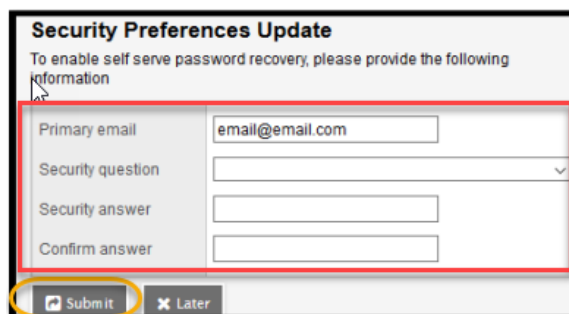 Security Preferences Update
To enable self serve password recovery, please provide the following
information
Primary email email@email.com
Security question
Security answer
Confirm answer
Submit Later